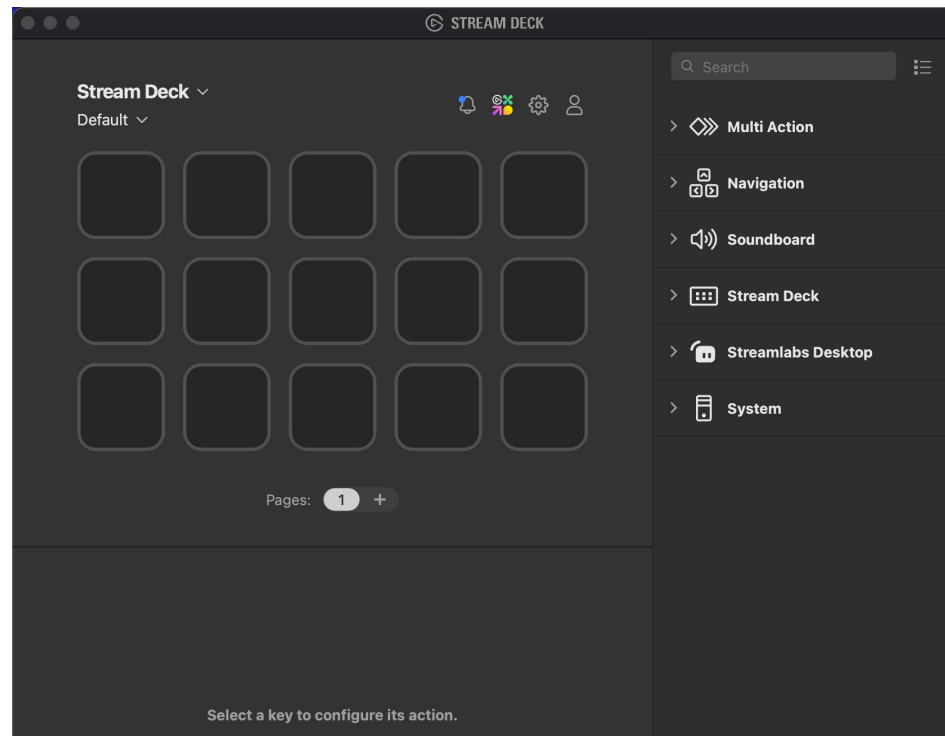 STREAM DECK
Stream Deck
Default
Pages: 1 +
Select a key to configure its action.
Search
Multi Action
Navigation
Soundboard
Stream Deck
Streamlabs Desktop
System